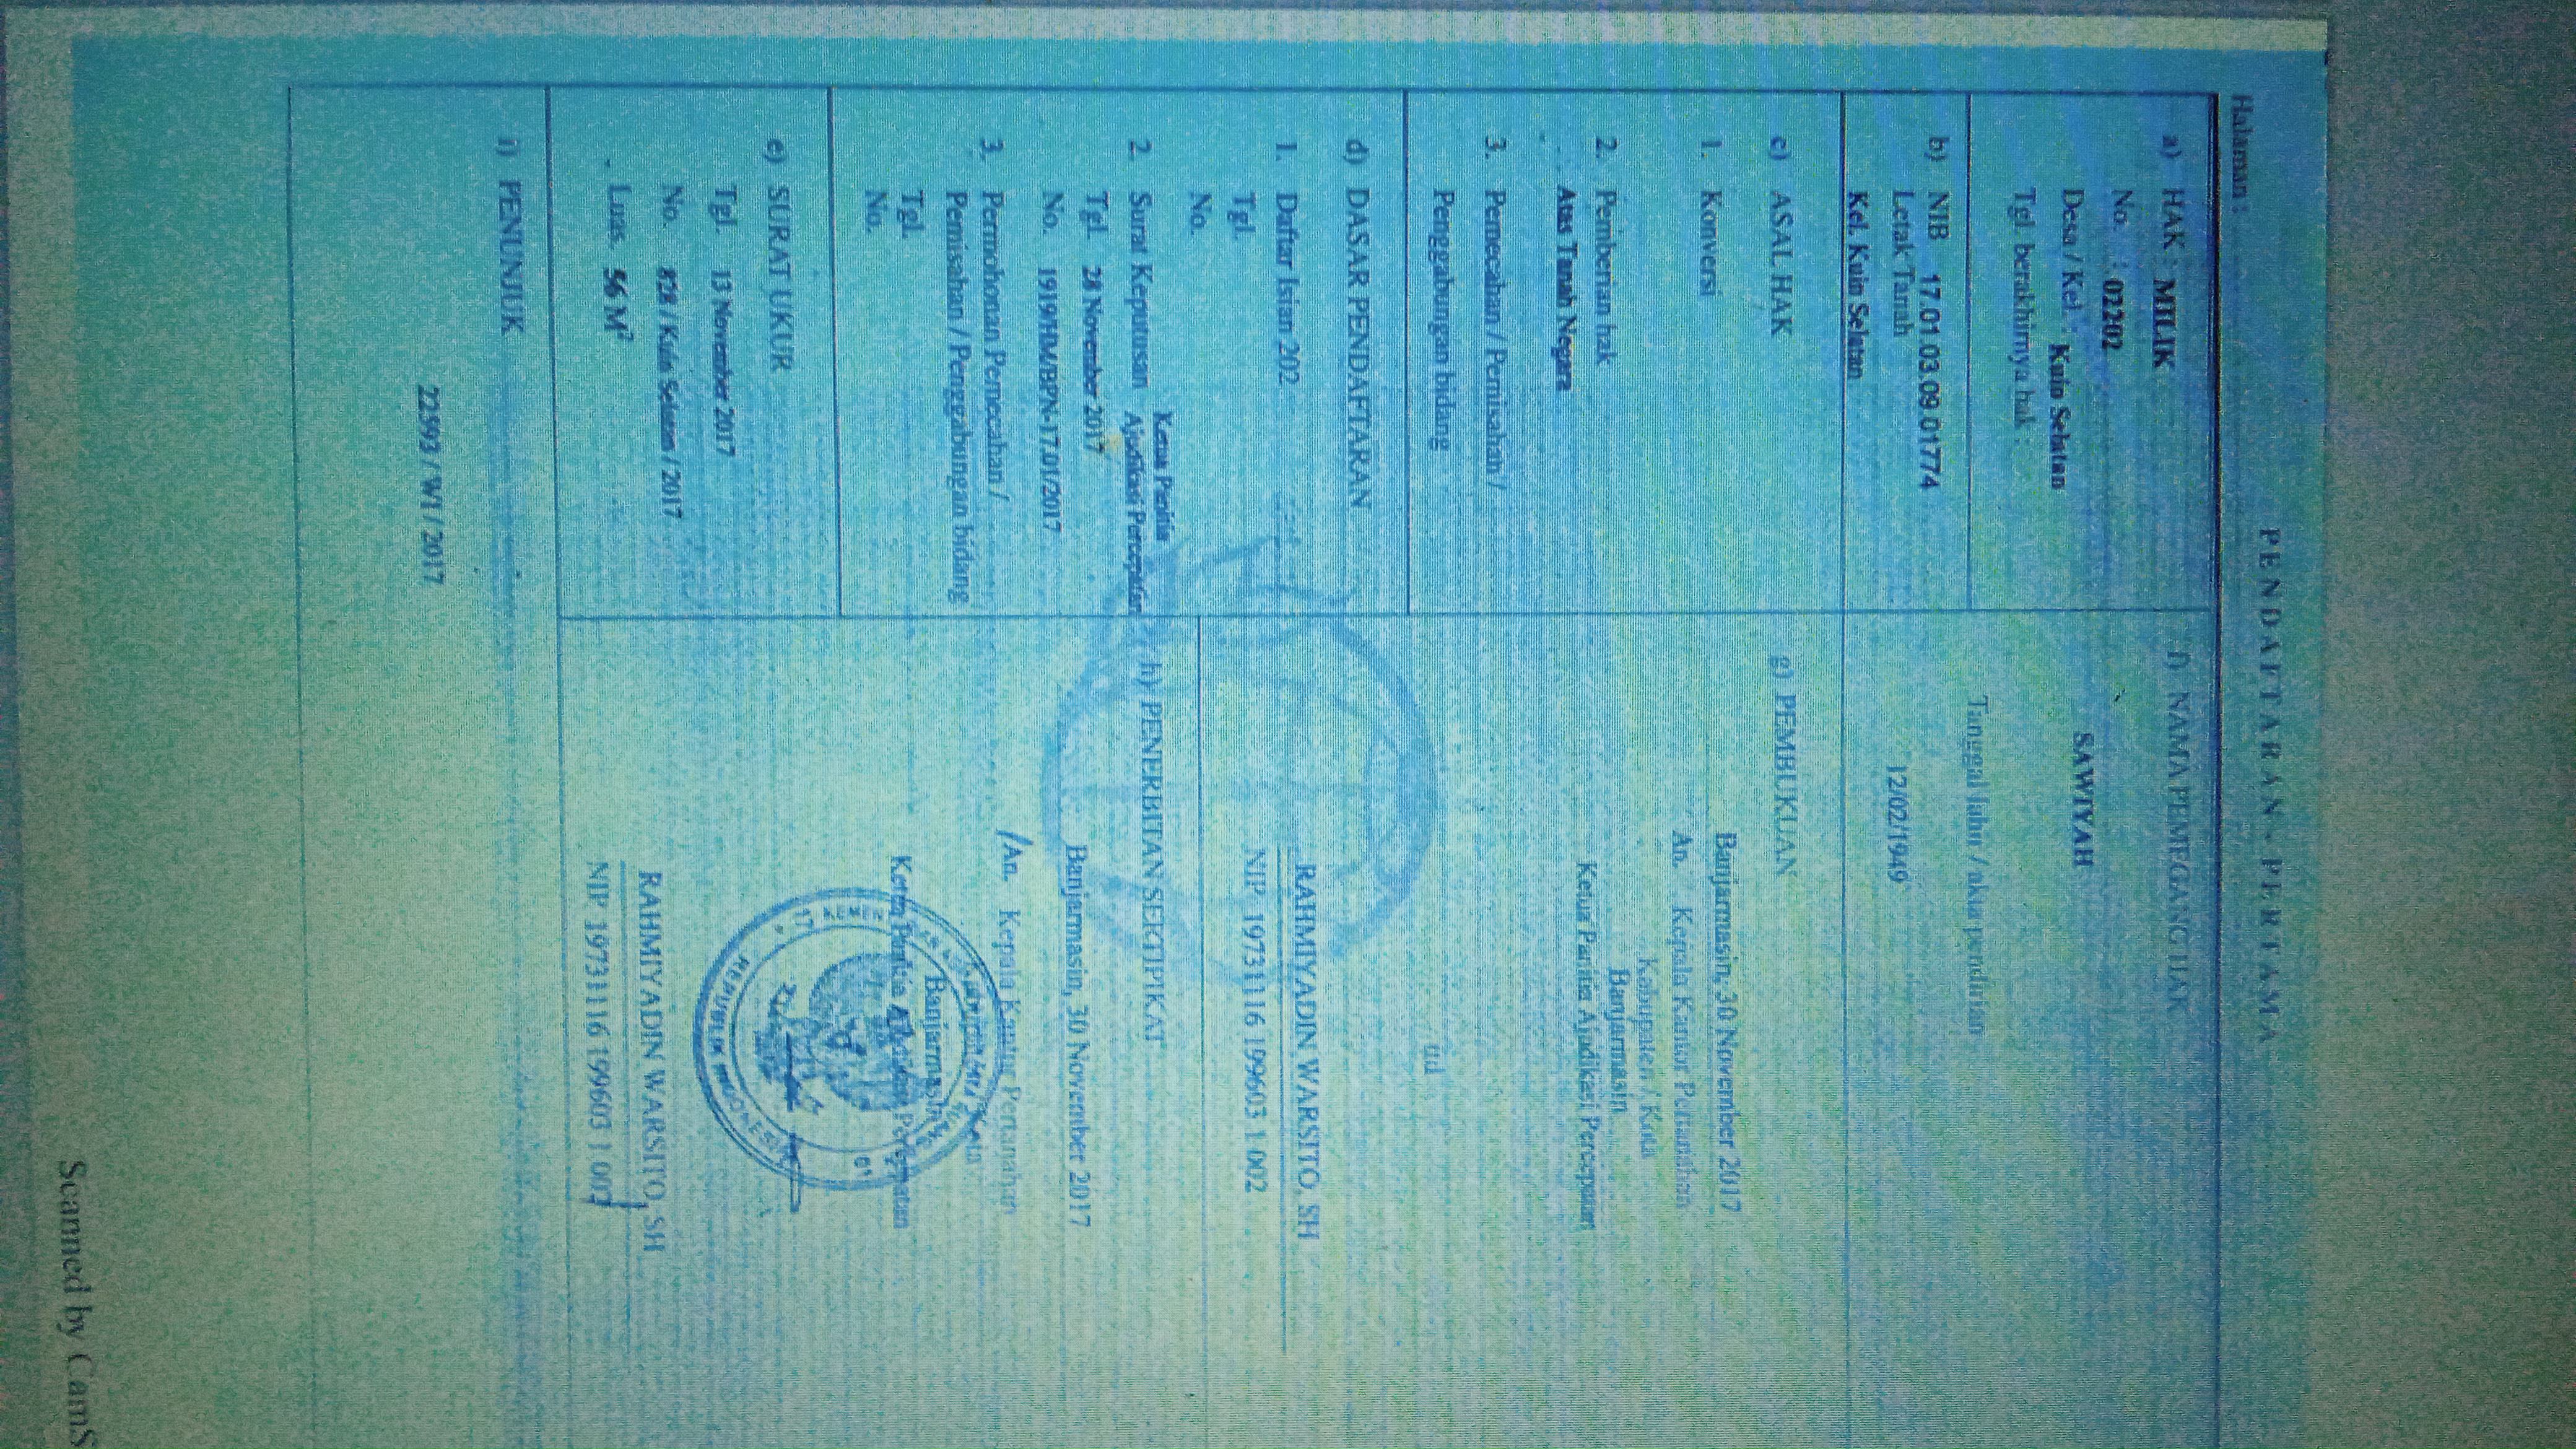 Halaman :
PENDAFTARAN - PERTAMA
a) HAK : MILIK
No. : 02202
Desa / Kel. : Kuin Selatan
Tgl. berakhirnya hak :
b) NIB 17.01.03.09.01774
Letak Tanah
Kel. Kuin Selatan
c) ASAL HAK
1. Konversi
2. Pemberian hak
Atas Tanah Negara
3. Pemecahan / Pemisahan /
Penggabungan bidang
d) DASAR PENDAFTARAN
1. Daftar Isian 202
Tgl.
No.
2. Surat Keputusan Ketua Panitia
Ajudikasi Percepatan
Tgl. 28 November 2017
No. 1919/HM/BPN-17.01/2017
3. Permohonan Pemecahan /
Pemisahan / Penggabungan bidang
Tgl.
No.
e) SURAT UKUR
Tgl. 13 November 2017
No. 828 / Kuin Selatan / 2017
Luas. 56 M²
f) NAMA PEMEGANG HAK
SAWIYAH
Tanggal lahir / akta pendirian
12/02/1949
g) PEMBUKUAN
Banjarmasin, 30 November 2017
An. Kepala Kantor Pertanahan
Kabupaten / Kota
Banjarmasin
Ketua Panitia Ajudikasi Percepatan
ttd
RAHMIYADIN WARSITO, SH
NIP 19731116 199603 1 002
h) PENERBITAN SERTIPIKAT
Banjarmasin, 30 November 2017
An. Kepala Kantor Pertanahan
Banjarmasin
Ketua Panitia Ajudikasi Percepatan
REPUBLIK INDONESIA
RAHMIYADIN WARSITO, SH
NIP 19731116 199603 1 002
i) PENUNJUK
22593 / WI / 2017
Scanned by CamS